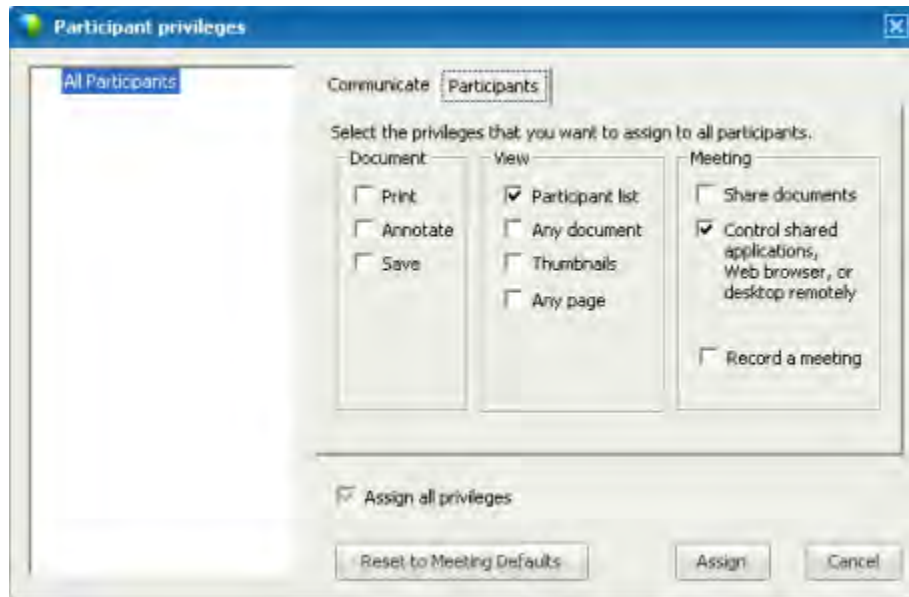 Participant privileges
All Participants
Communicate Participants
Select the privileges that you want to assign to all participants.
Document
Print
Annotate
Save
View
Participant list
Any document
Thumbnails
Any page
Meeting
Share documents
Control shared
applications,
Web browser, or
desktop remotely
Record a meeting
Assign all privileges
Reset to Meeting Defaults
Assign
Cancel